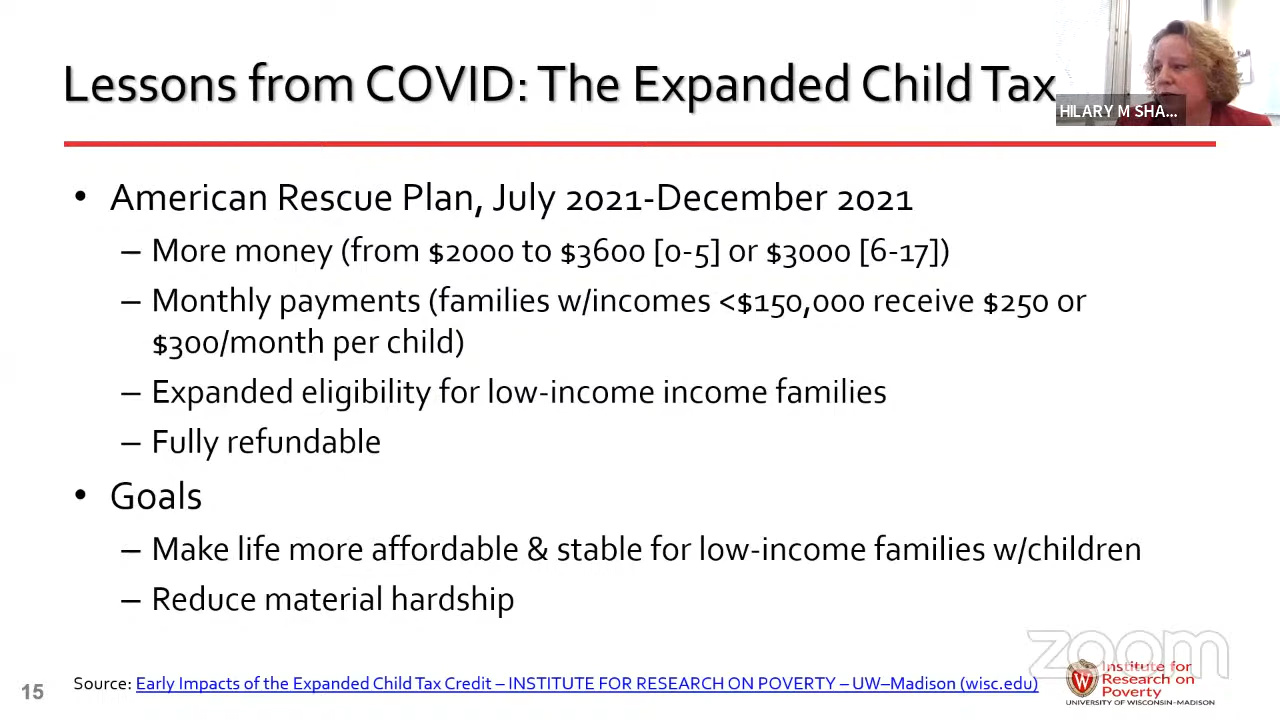 Lessons from COVID: The Expanded Child Tax
HILARY M SHA...
• American Rescue Plan, July 2021-December 2021
– More money (from $2000 to $3600 [0-5] or $3000 [6-17])
– Monthly payments (families w/incomes <$150,000 receive $250 or
$300/month per child)
– Expanded eligibility for low-income income families
– Fully refundable
• Goals
– Make life more affordable & stable for low-income families w/children
– Reduce material hardship
zoom
15
Source: Early Impacts of the Expanded Child Tax Credit – INSTITUTE FOR RESEARCH ON POVERTY – UW–Madison (wisc.edu)
W
Institute for
Research on
Poverty
UNIVERSITY OF WISCONSIN-MADISON